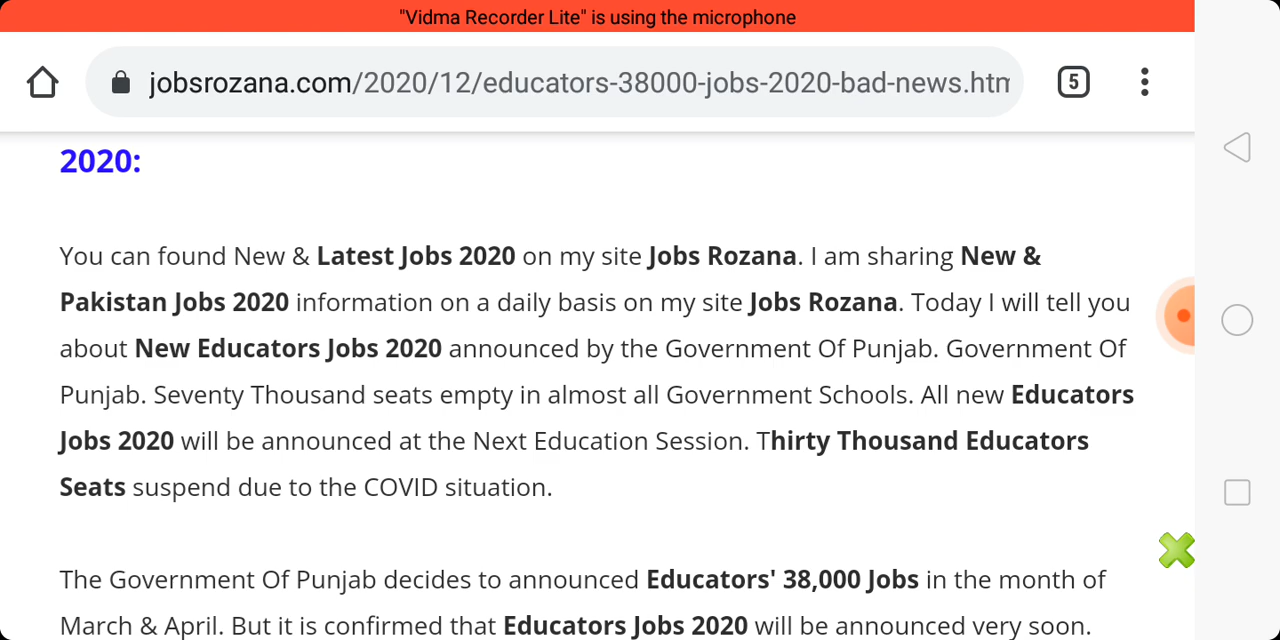 "Vidma Recorder Lite" is using the microphone
jobsrozana.com/2020/12/educators-38000-jobs-2020-bad-news.htm
5
2020:
You can found New & Latest Jobs 2020 on my site Jobs Rozana. I am sharing New &
Pakistan Jobs 2020 information on a daily basis on my site Jobs Rozana. Today I will tell you
about New Educators Jobs 2020 announced by the Government Of Punjab. Government Of
Punjab. Seventy Thousand seats empty in almost all Government Schools. All new Educators
Jobs 2020 will be announced at the Next Education Session. Thirty Thousand Educators
Seats suspend due to the COVID situation.
The Government Of Punjab decides to announced Educators' 38,000 Jobs in the month of
March & April. But it is confirmed that Educators Jobs 2020 will be announced very soon.